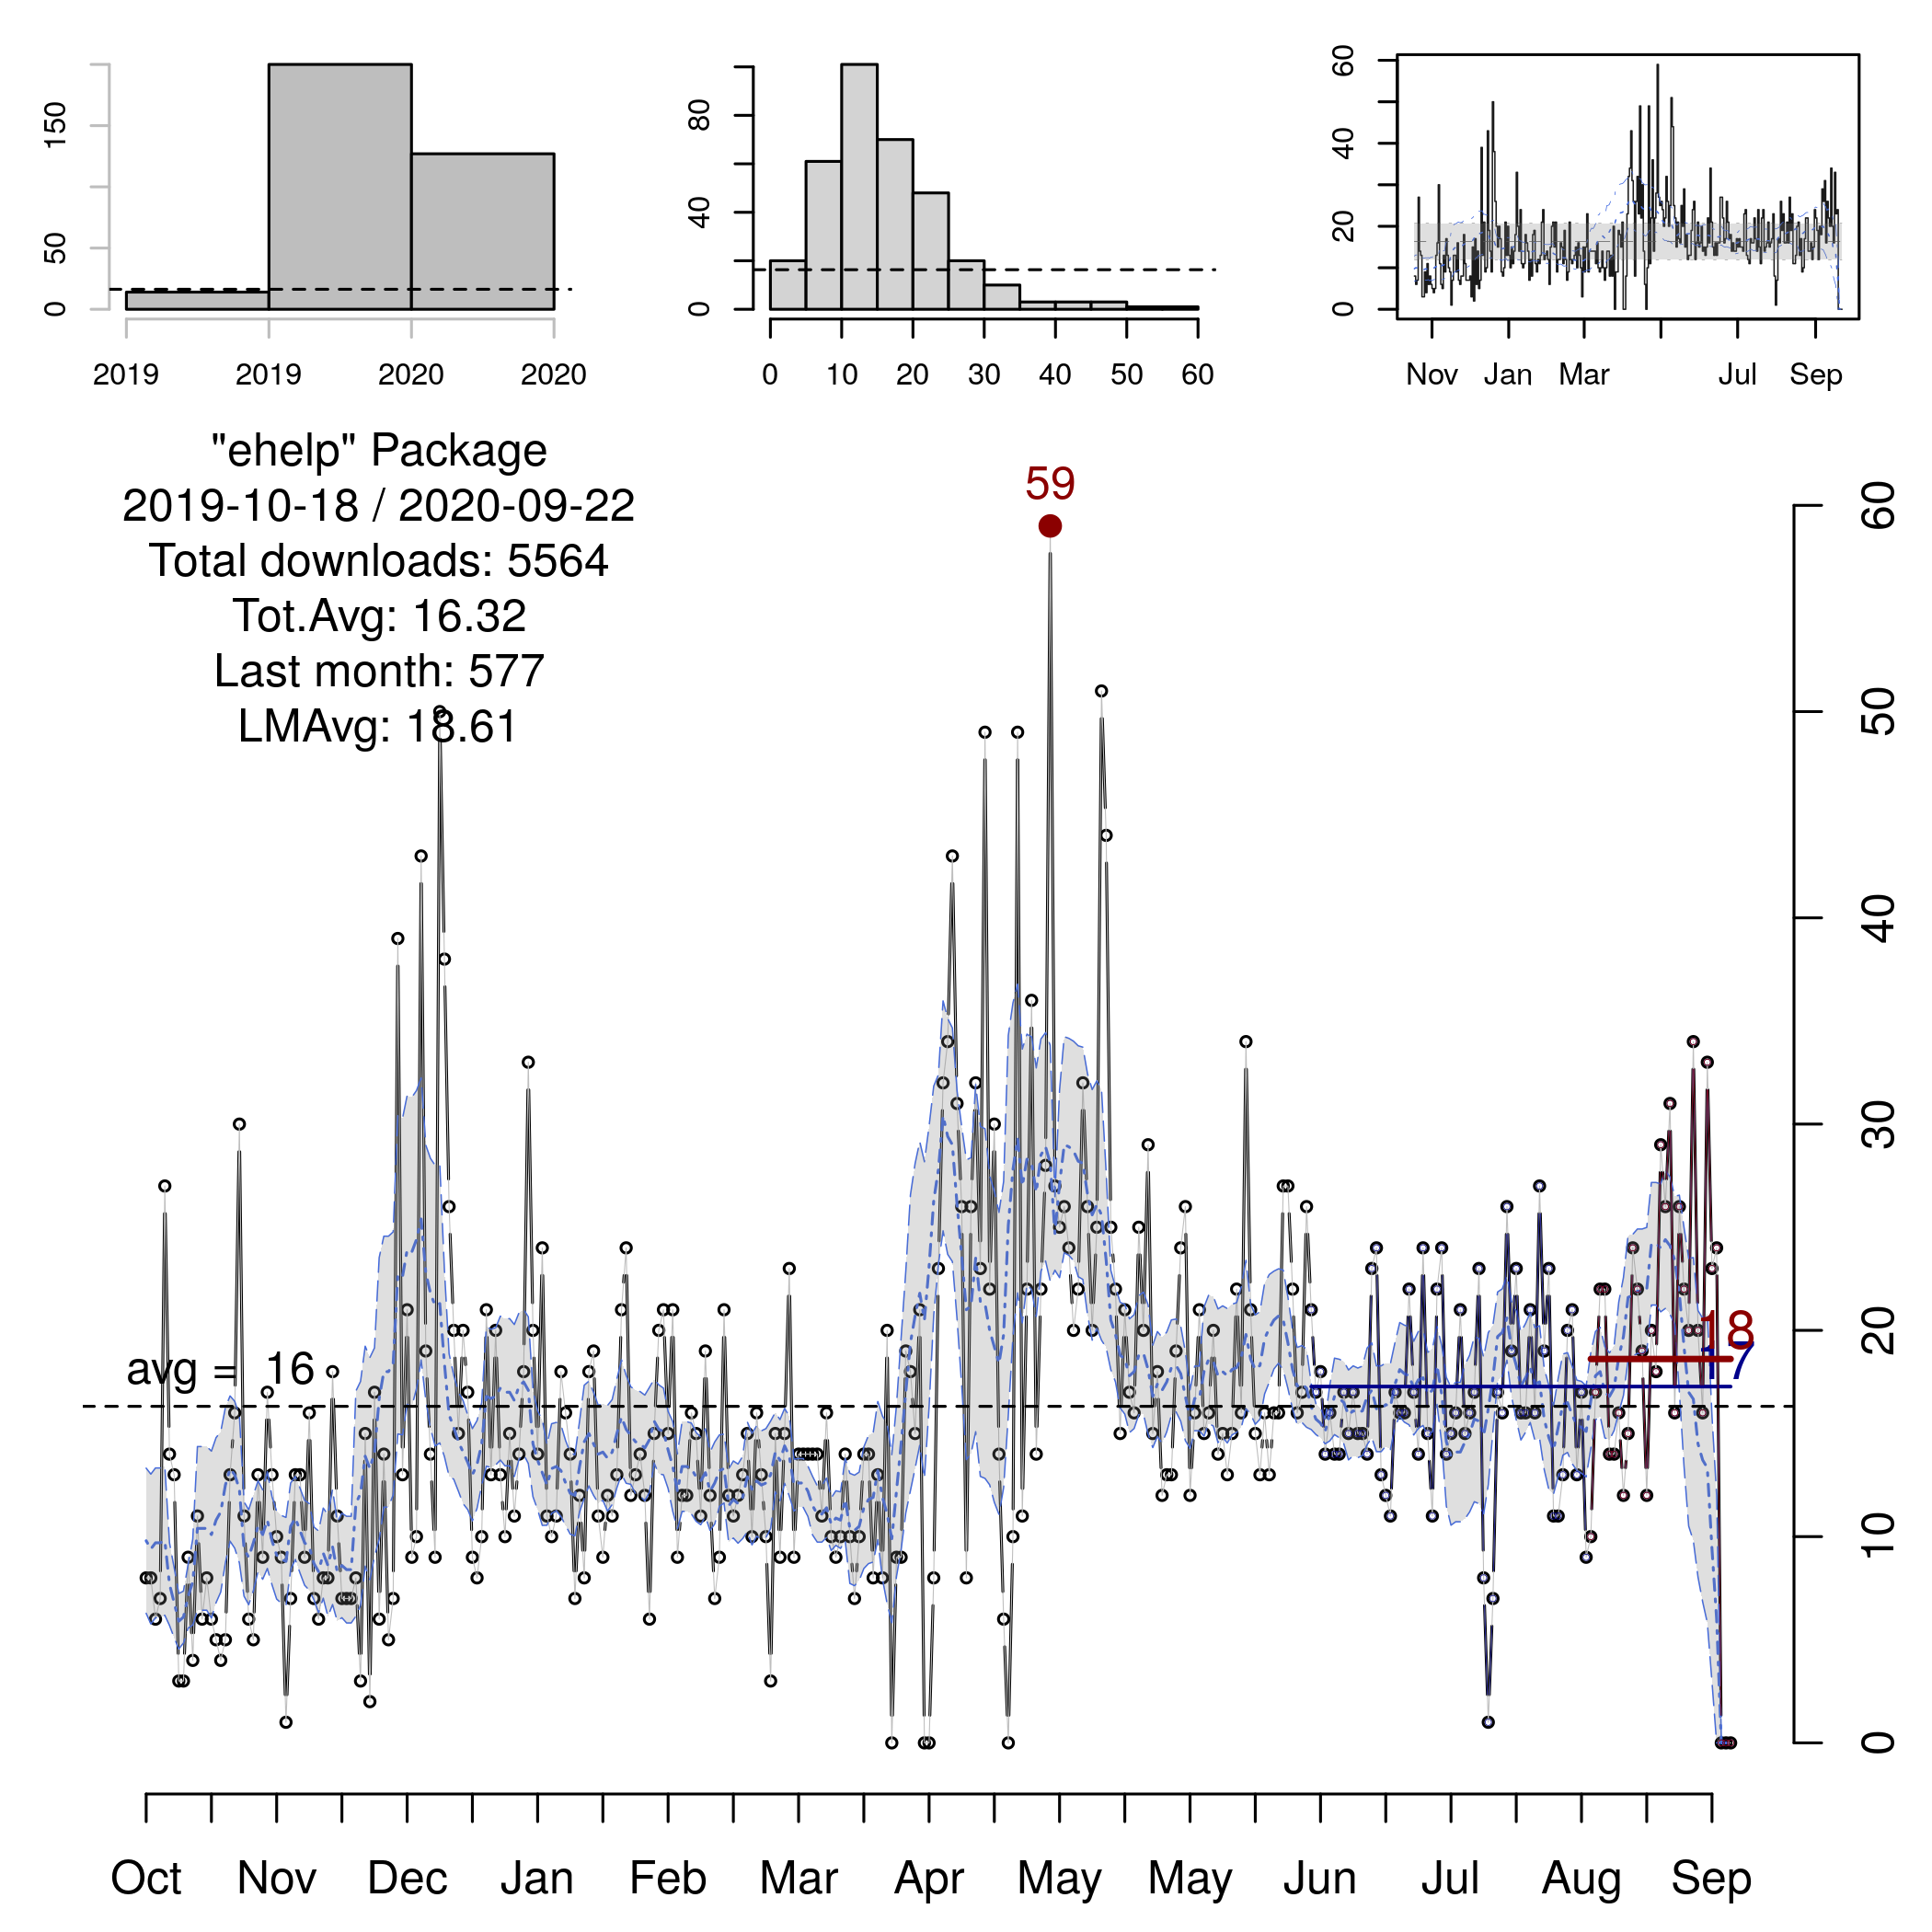 150
50
0
2019 2019 2020 2020
80
40
0
0 10 20 30 40 50 60
60
40
20
0
Nov Jan Mar Jul Sep
"ehelp" Package
2019-10-18 / 2020-09-22
Total downloads: 5564
Tot.Avg: 16.32
Last month: 577
LMAvg: 18.61
59
avg = 16
18
17
60
50
40
30
20
10
0
Oct Nov Dec Jan Feb Mar Apr May May Jun Jul Aug Sep